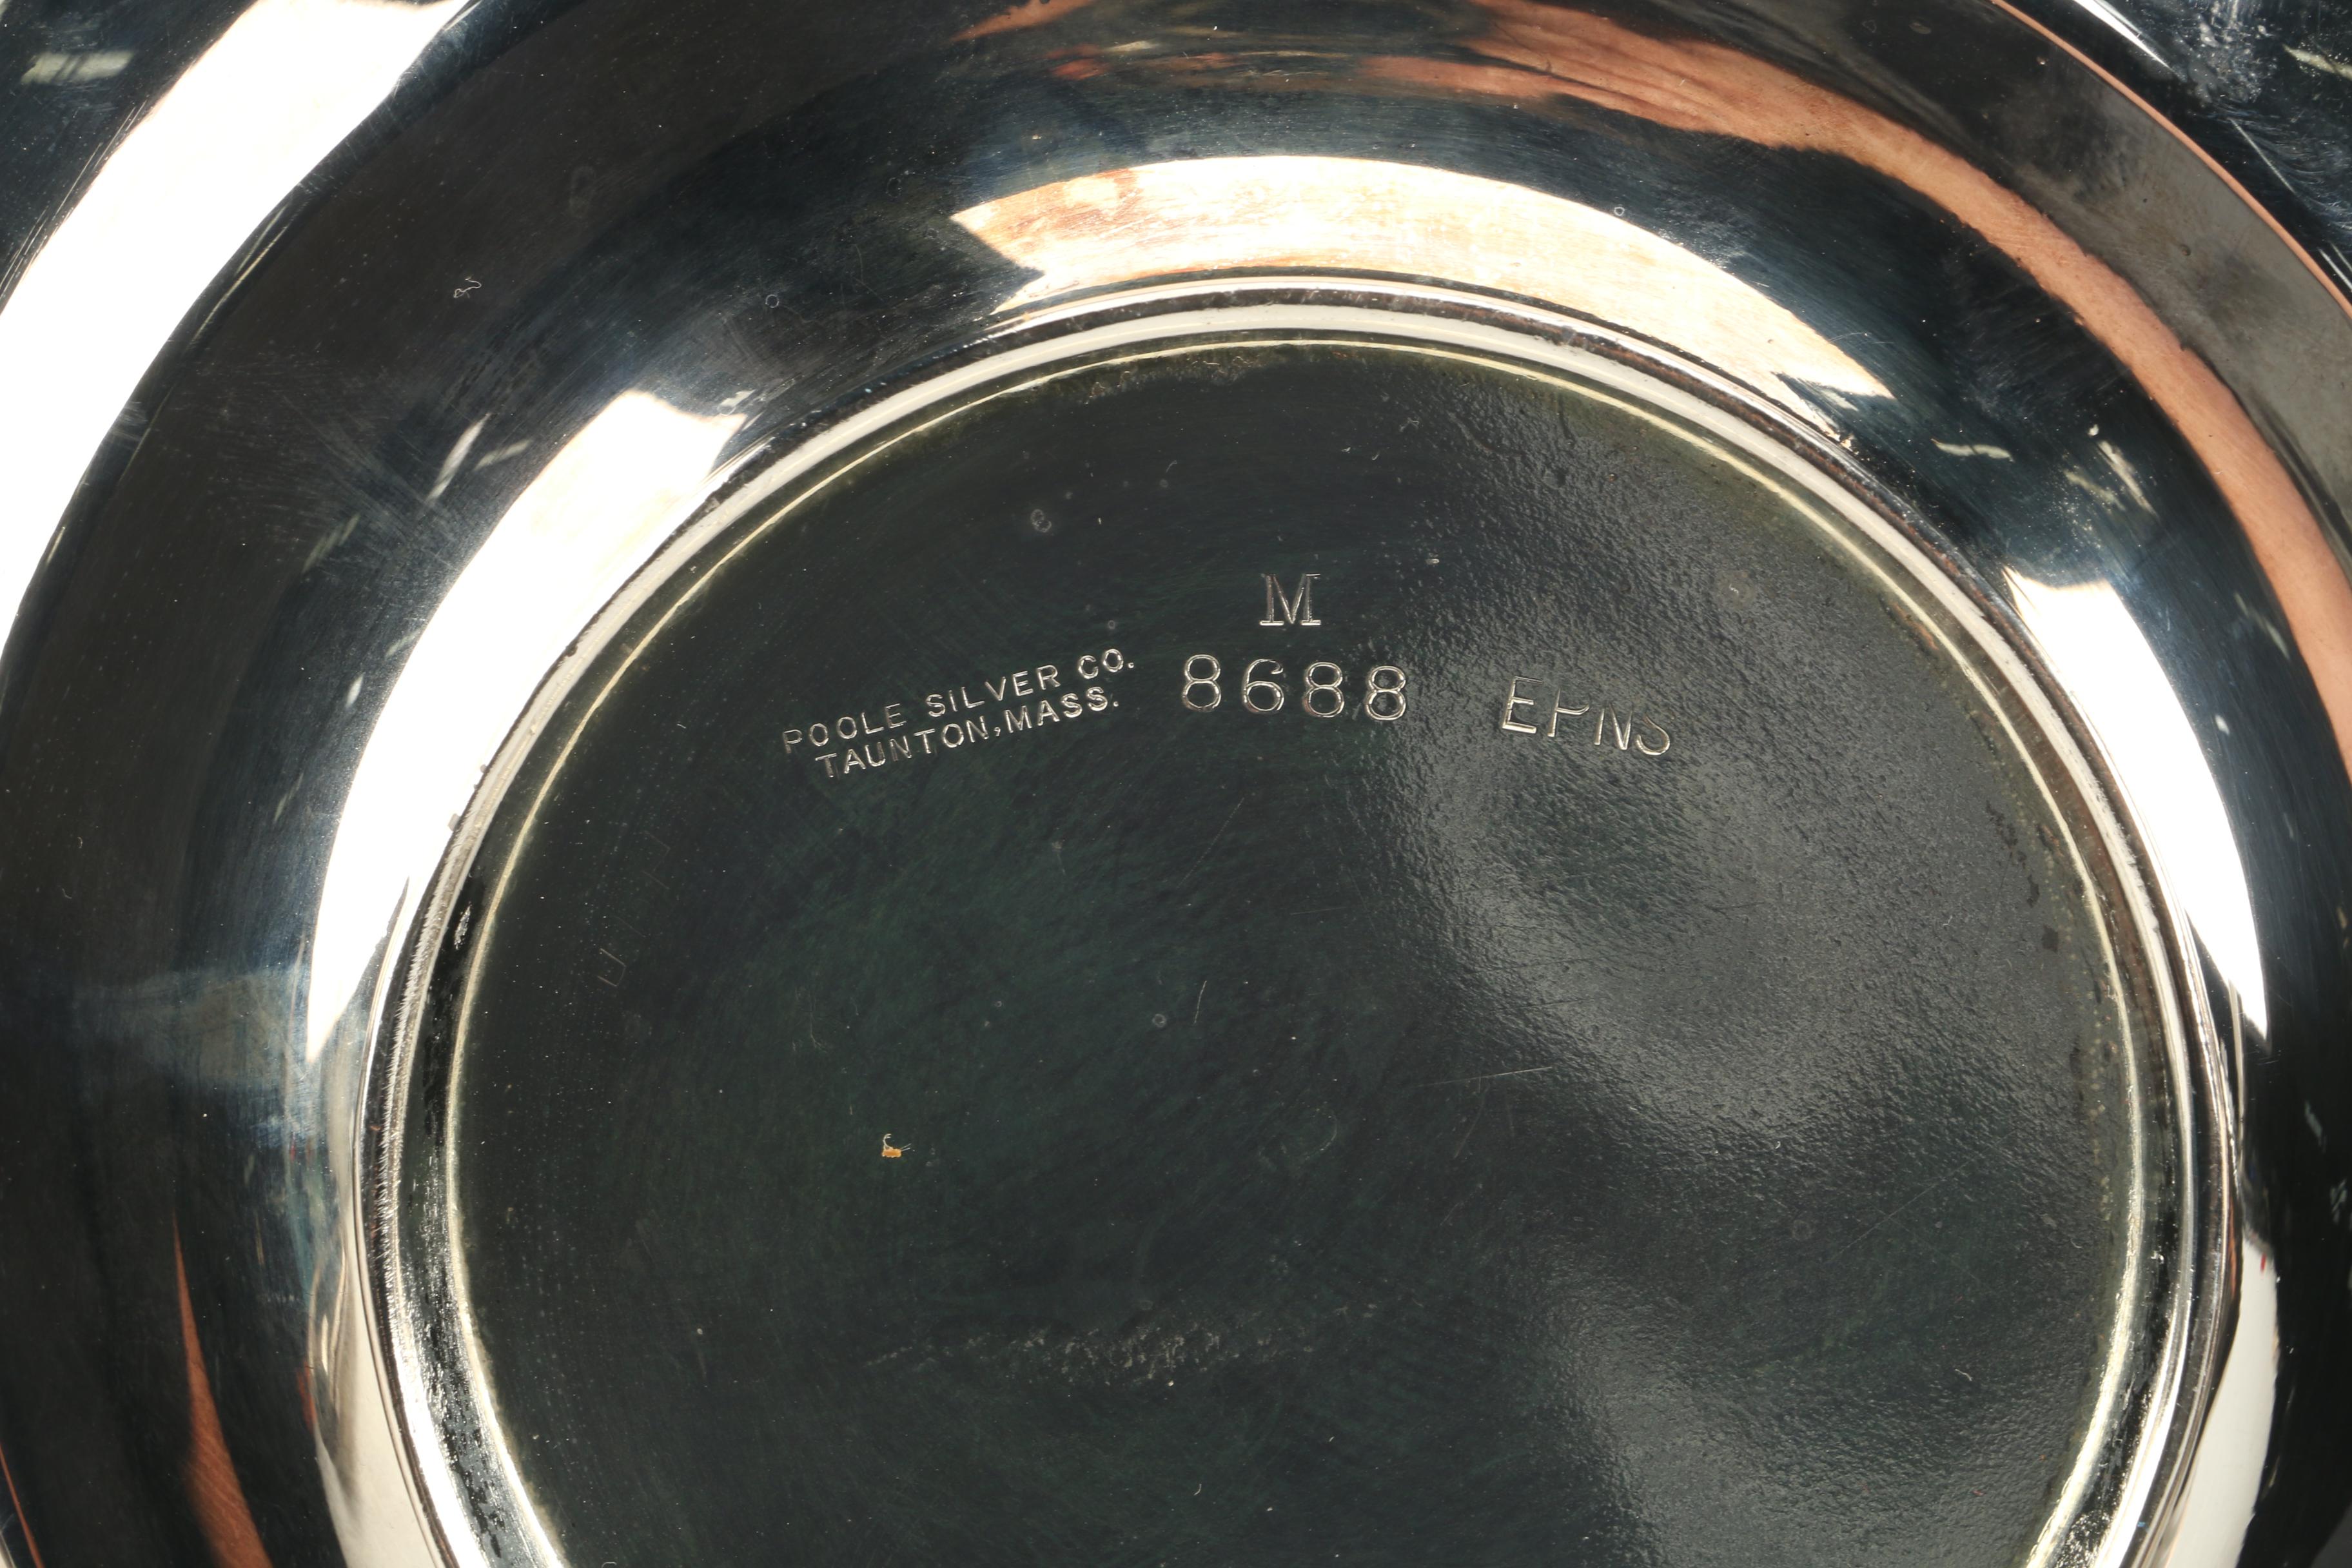 M
POOLE SILVER CO. 8688 EPNS
TAUNTON, MASS.